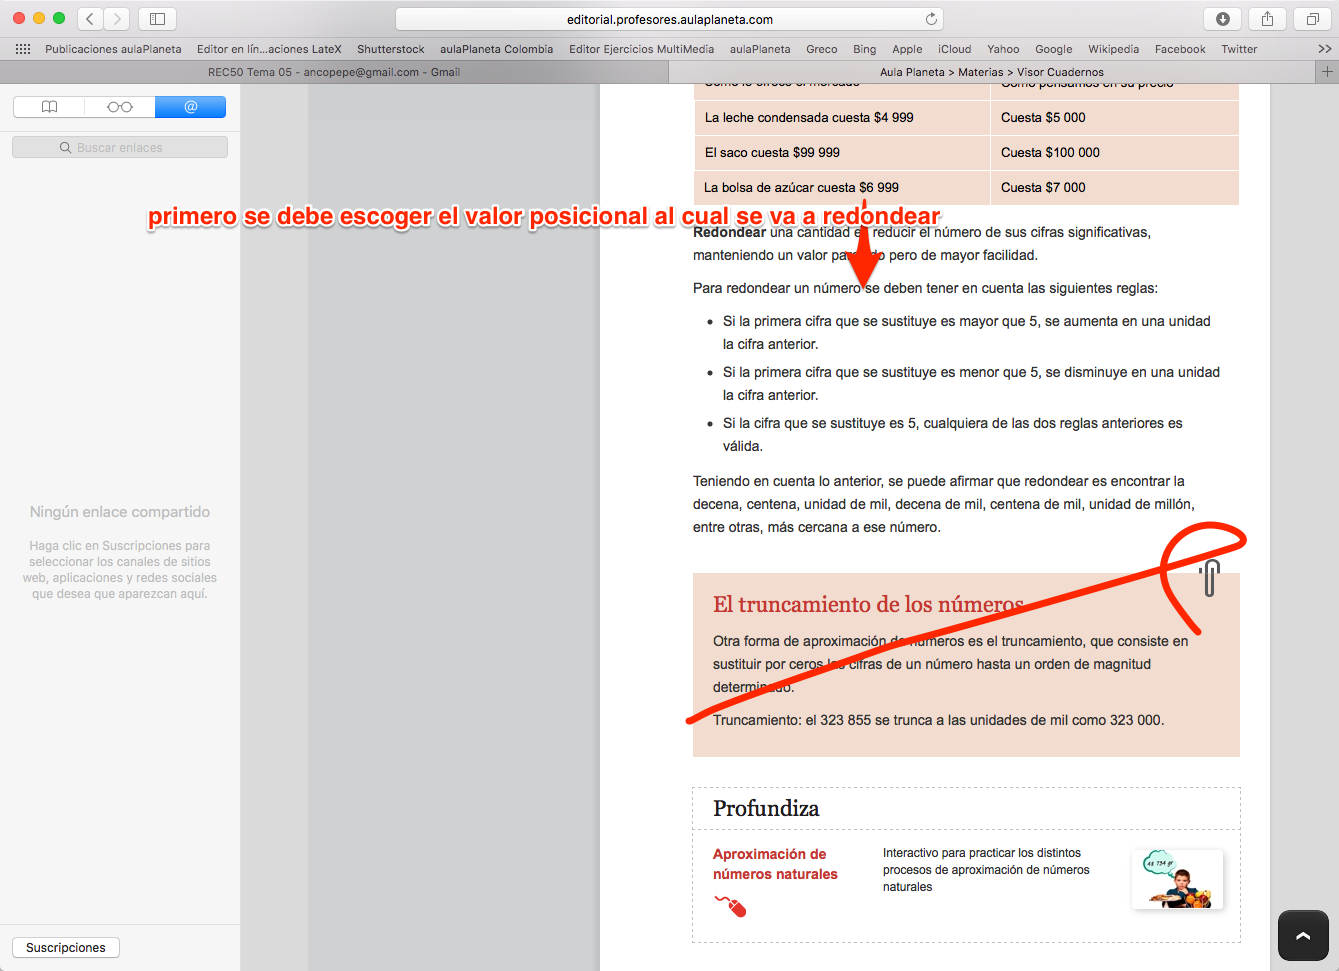 editorial.profesores.aulaplaneta.com
Publicaciones aulaPlaneta Editor en lín...aciones LateX Shutterstock aulaPlaneta Colombia Editor Ejercicios MultiMedia aulaPlaneta Greco Bing Apple iCloud Yahoo Google Wikipedia Facebook Twitter >>
REC50 Tema 05 - ancopepe@gmail.com - Gmail
Aula Planeta > Materias > Visor Cuadernos
@
Buscar enlaces
La leche condensada cuesta $4 999 Cuesta $5 000
El saco cuesta $99 999 Cuesta $100 000
La bolsa de azúcar cuesta $6 999 Cuesta $7 000
primero se debe escoger el valor posicional al cual se va a redondear
Redondear una cantidad es reducir el número de sus cifras significativas,
manteniendo un valor parecido pero de mayor facilidad.
Para redondear un número se deben tener en cuenta las siguientes reglas:
• Si la primera cifra que se sustituye es mayor que 5, se aumenta en una unidad
la cifra anterior.
• Si la primera cifra que se sustituye es menor que 5, se disminuye en una unidad
la cifra anterior.
• Si la cifra que se sustituye es 5, cualquiera de las dos reglas anteriores es
válida.
Teniendo en cuenta lo anterior, se puede afirmar que redondear es encontrar la
decena, centena, unidad de mil, decena de mil, centena de mil, unidad de millón,
entre otras, más cercana a ese número.
Ningún enlace compartido
Haga clic en Suscripciones para
seleccionar los canales de sitios
web, aplicaciones y redes sociales
que desea que aparezcan aquí.
El truncamiento de los números
Otra forma de aproximación de números es el truncamiento, que consiste en
sustituir por ceros las cifras de un número hasta un orden de magnitud
determinado.
Truncamiento: el 323 855 se trunca a las unidades de mil como 323 000.
Profundiza
Aproximación de
números naturales
Interactivo para practicar los distintos
procesos de aproximación de números
naturales
Suscripciones